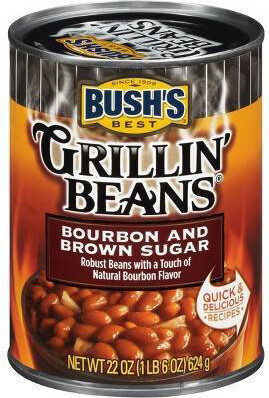 SINCE 1908
BUSH'S
BEST
GRILLIN'
BEANS®
BOURBON AND
BROWN SUGAR
Robust Beans with a Touch of
Natural Bourbon Flavor
QUICK &
DELICIOUS
RECIPES
NET WT 22 OZ (1 LB 6 OZ) 624 g